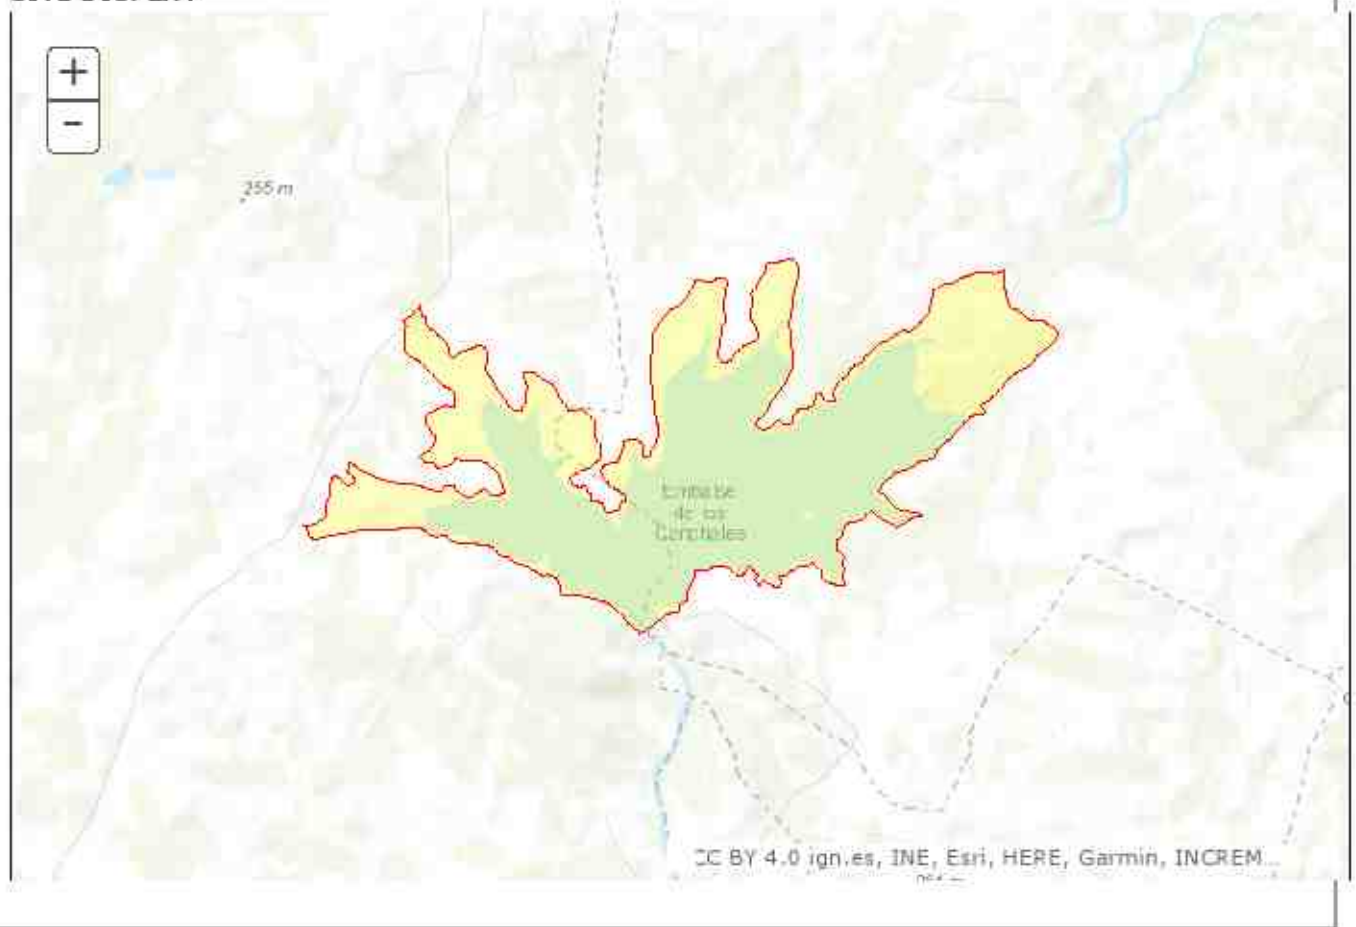 +
-
255 m
Embalse
de los
Canchales
CC BY 4.0 ign.es, INE, Esri, HERE, Garmin, INCREM...